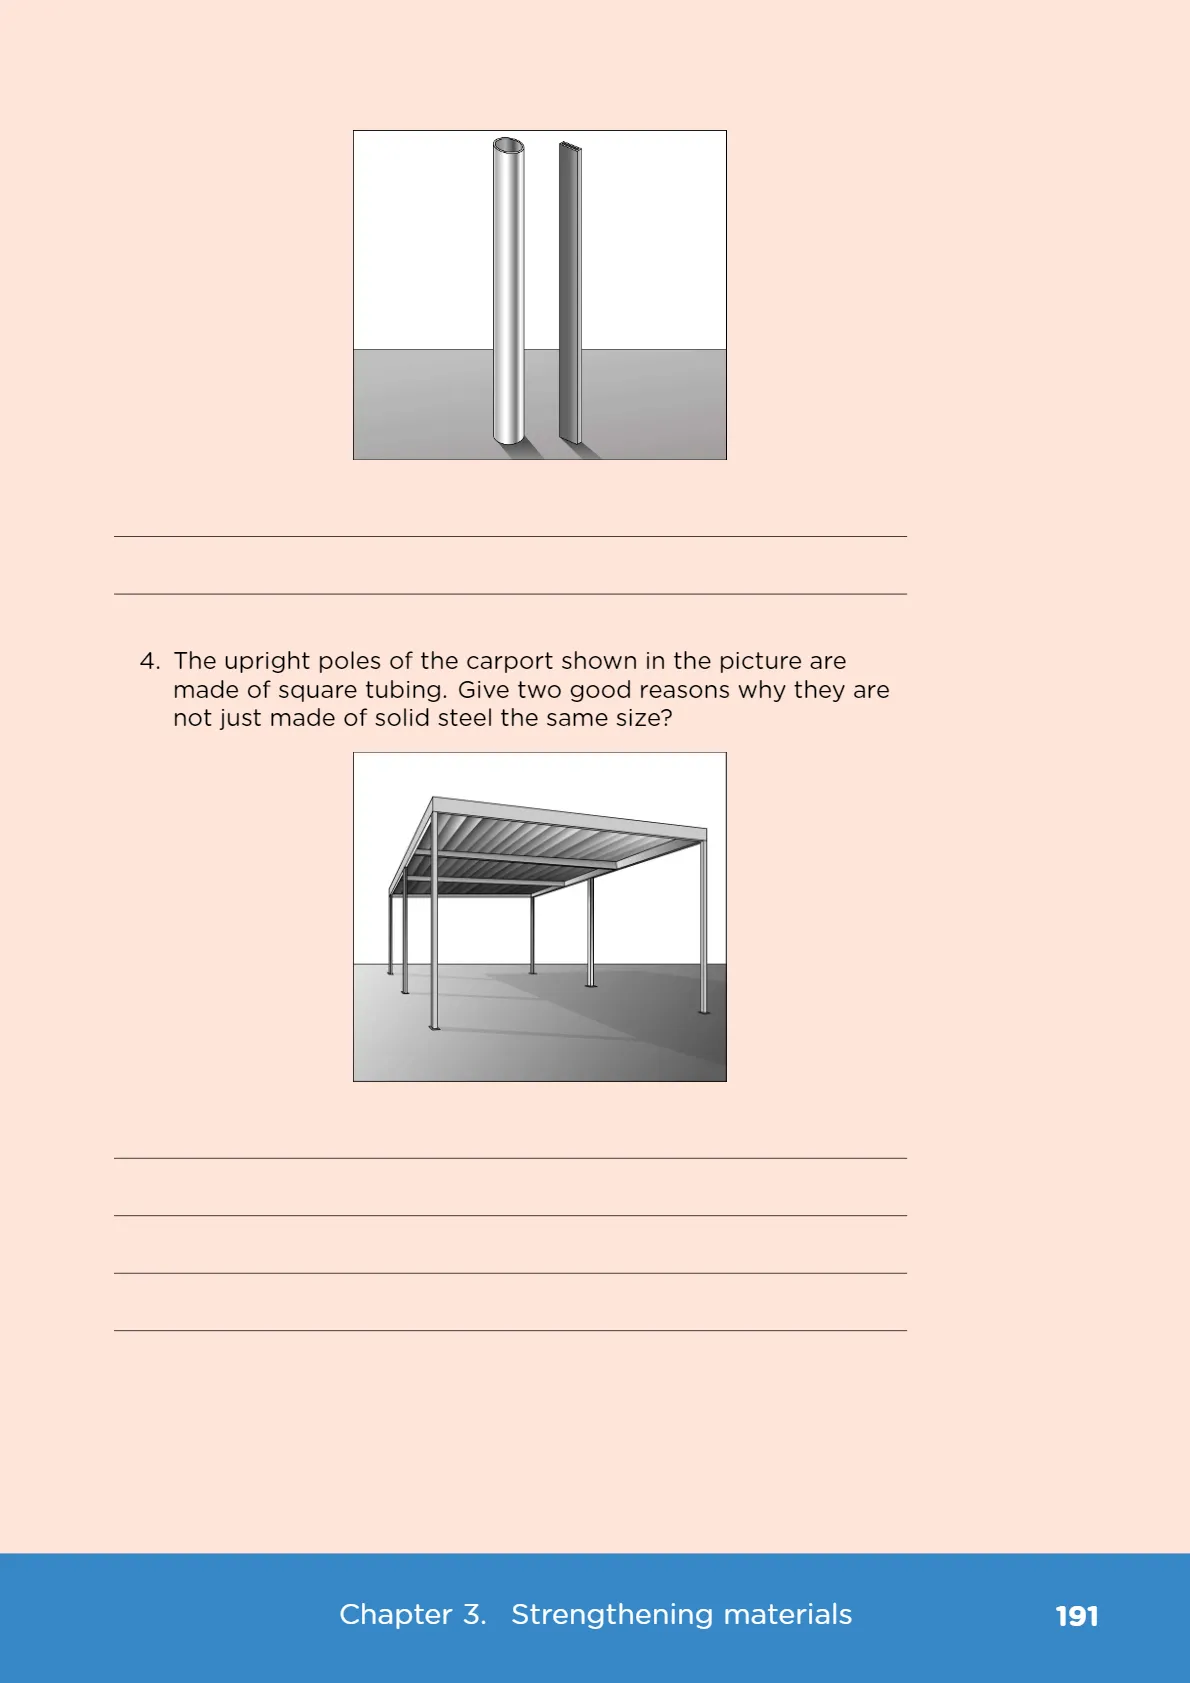 4. The upright poles of the carport shown in the picture are
made of square tubing. Give two good reasons why they are
not just made of solid steel the same size?
Chapter 3. Strengthening materials 191